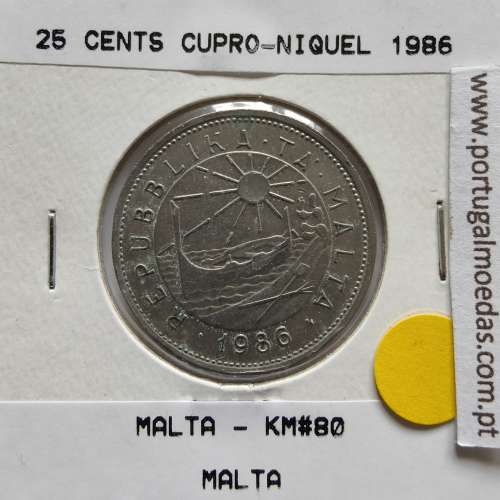 25 CENTS CUPRO-NIQUEL 1986
REPUBBLIKA · TA' MALTA ·
· 1986 ·
MALTA - KM#80
MALTA
www.portugalmoedas.com.pt